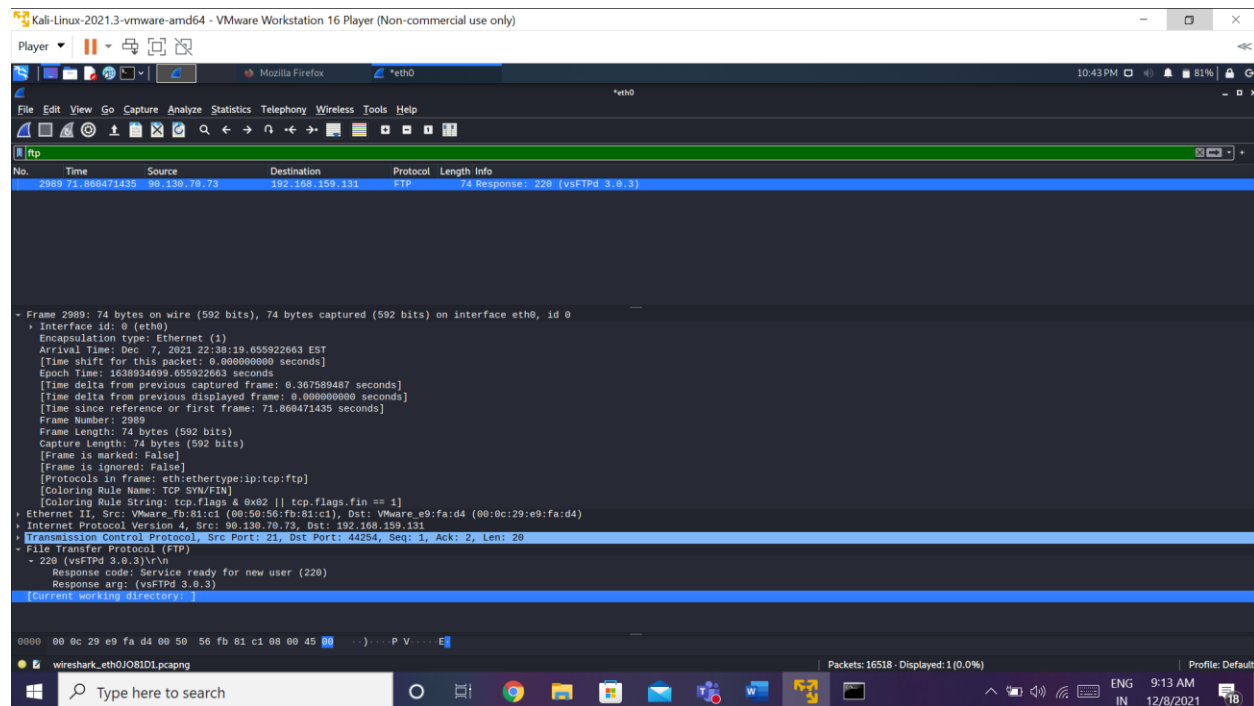 Kali-Linux-2021.3-vmware-amd64 - VMware Workstation 16 Player (Non-commercial use only)
Player
Mozilla Firefox
*eth0
10:43 PM
81%
*eth0
File Edit View Go Capture Analyze Statistics Telephony Wireless Tools Help
ftp
No. Time Source Destination Protocol Length Info
2989 71.860471435 90.130.70.73 192.168.159.131 FTP 74 Response: 220 (vsFTPd 3.0.3)
Frame 2989: 74 bytes on wire (592 bits), 74 bytes captured (592 bits) on interface eth0, id 0
Interface id: 0 (eth0)
Encapsulation type: Ethernet (1)
Arrival Time: Dec 7, 2021 22:38:19.655922663 EST
[Time shift for this packet: 0.000000000 seconds]
Epoch Time: 1638934699.655922663 seconds
[Time delta from previous captured frame: 0.367589487 seconds]
[Time delta from previous displayed frame: 0.000000000 seconds]
[Time since reference or first frame: 71.860471435 seconds]
Frame Number: 2989
Frame Length: 74 bytes (592 bits)
Capture Length: 74 bytes (592 bits)
[Frame is marked: False]
[Frame is ignored: False]
[Protocols in frame: eth:ethertype:ip:tcp:ftp]
[Coloring Rule Name: TCP SYN/FIN]
[Coloring Rule String: tcp.flags & 0x02 || tcp.flags.fin == 1]
Ethernet II, Src: VMware_fb:81:c1 (00:50:56:fb:81:c1), Dst: VMware_e9:fa:d4 (00:0c:29:e9:fa:d4)
Internet Protocol Version 4, Src: 90.130.70.73, Dst: 192.168.159.131
Transmission Control Protocol, Src Port: 21, Dst Port: 44254, Seq: 1, Ack: 2, Len: 20
File Transfer Protocol (FTP)
220 (vsFTPd 3.0.3)\r\n
Response code: Service ready for new user (220)
Response arg: (vsFTPd 3.0.3)
[Current working directory: ]
0000 00 0c 29 e9 fa d4 00 50 56 fb 81 c1 08 00 45 00 ··)····P V·····E·
wireshark_eth0JO81D1.pcapng
Packets: 16518 · Displayed: 1 (0.0%)
Profile: Default
Type here to search
ENG
IN
9:13 AM
12/8/2021
18